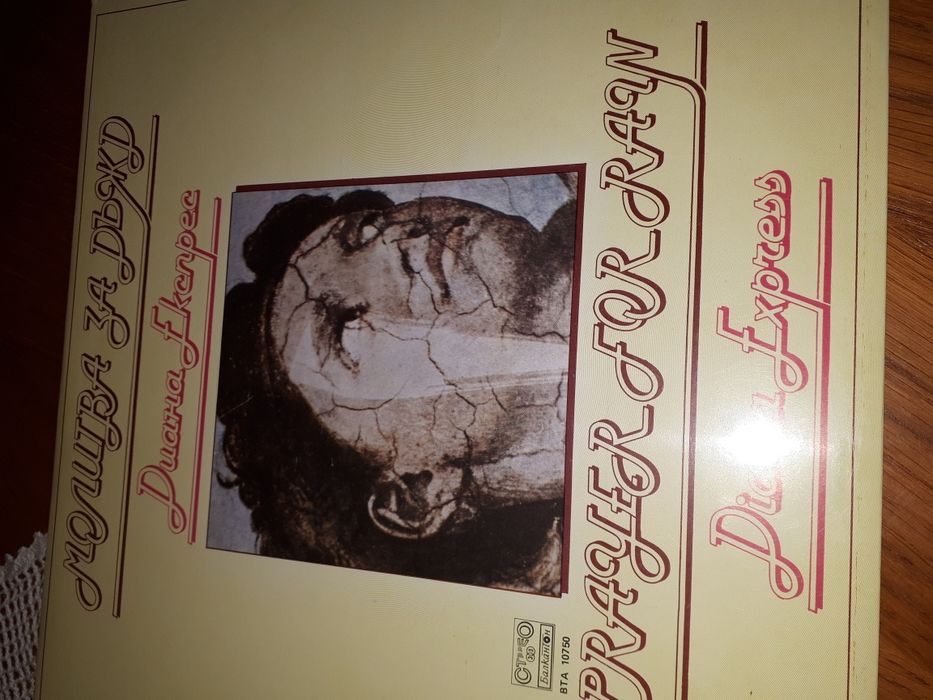 МОЛИТВА ЗА ДЪЖД
Диана Експрес
СТЕРЕО
Балкантон
ВТА 10750
PRAYER FOR RAIN
Diana Express